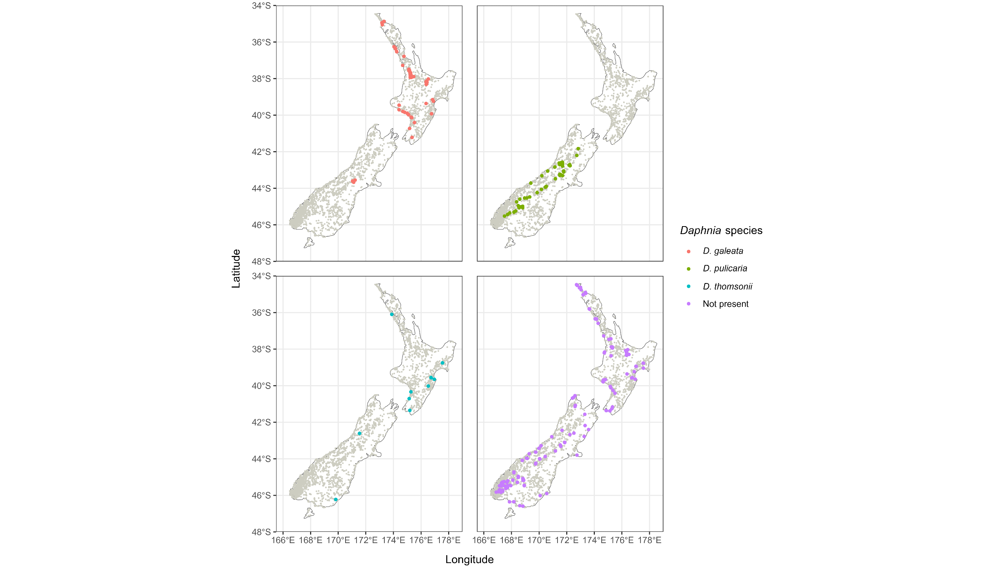 34°S
36°S
38°S
40°S
42°S
44°S
46°S
48°S
Latitude
34°S
36°S
38°S
40°S
42°S
44°S
46°S
48°S
166°E 168°E 170°E 172°E 174°E 176°E 178°E
166°E 168°E 170°E 172°E 174°E 176°E 178°E
Longitude
Daphnia species
D. galeata
D. pulicaria
D. thomsonii
Not present